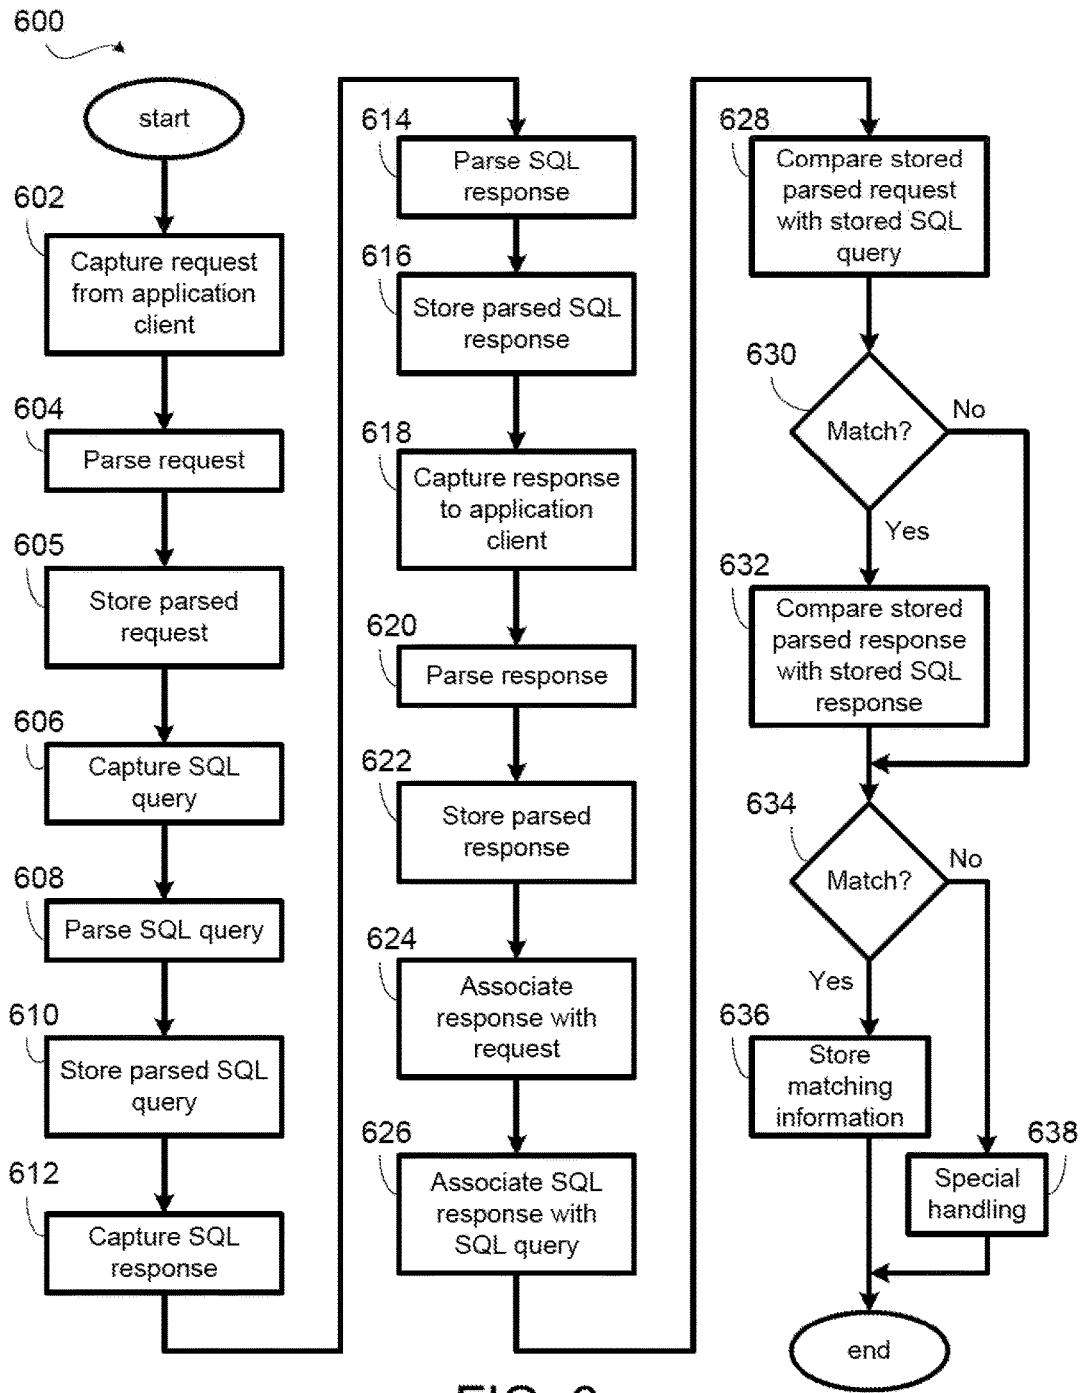 600
start
602
Capture request
from application
client
604
Parse request
605
Store parsed
request
606
Capture SQL
query
608
Parse SQL query
610
Store parsed SQL
query
612
Capture SQL
response
614
Parse SQL
response
616
Store parsed SQL
response
618
Capture response
to application
client
620
Parse response
622
Store parsed
response
624
Associate
response with
request
626
Associate SQL
response with
SQL query
628
Compare stored
parsed request
with stored SQL
query
630
Match?
No
Yes
632
Compare stored
parsed response
with stored SQL
response
634
Match?
No
Yes
636
Store
matching
information
638
Special
handling
end
FIG.